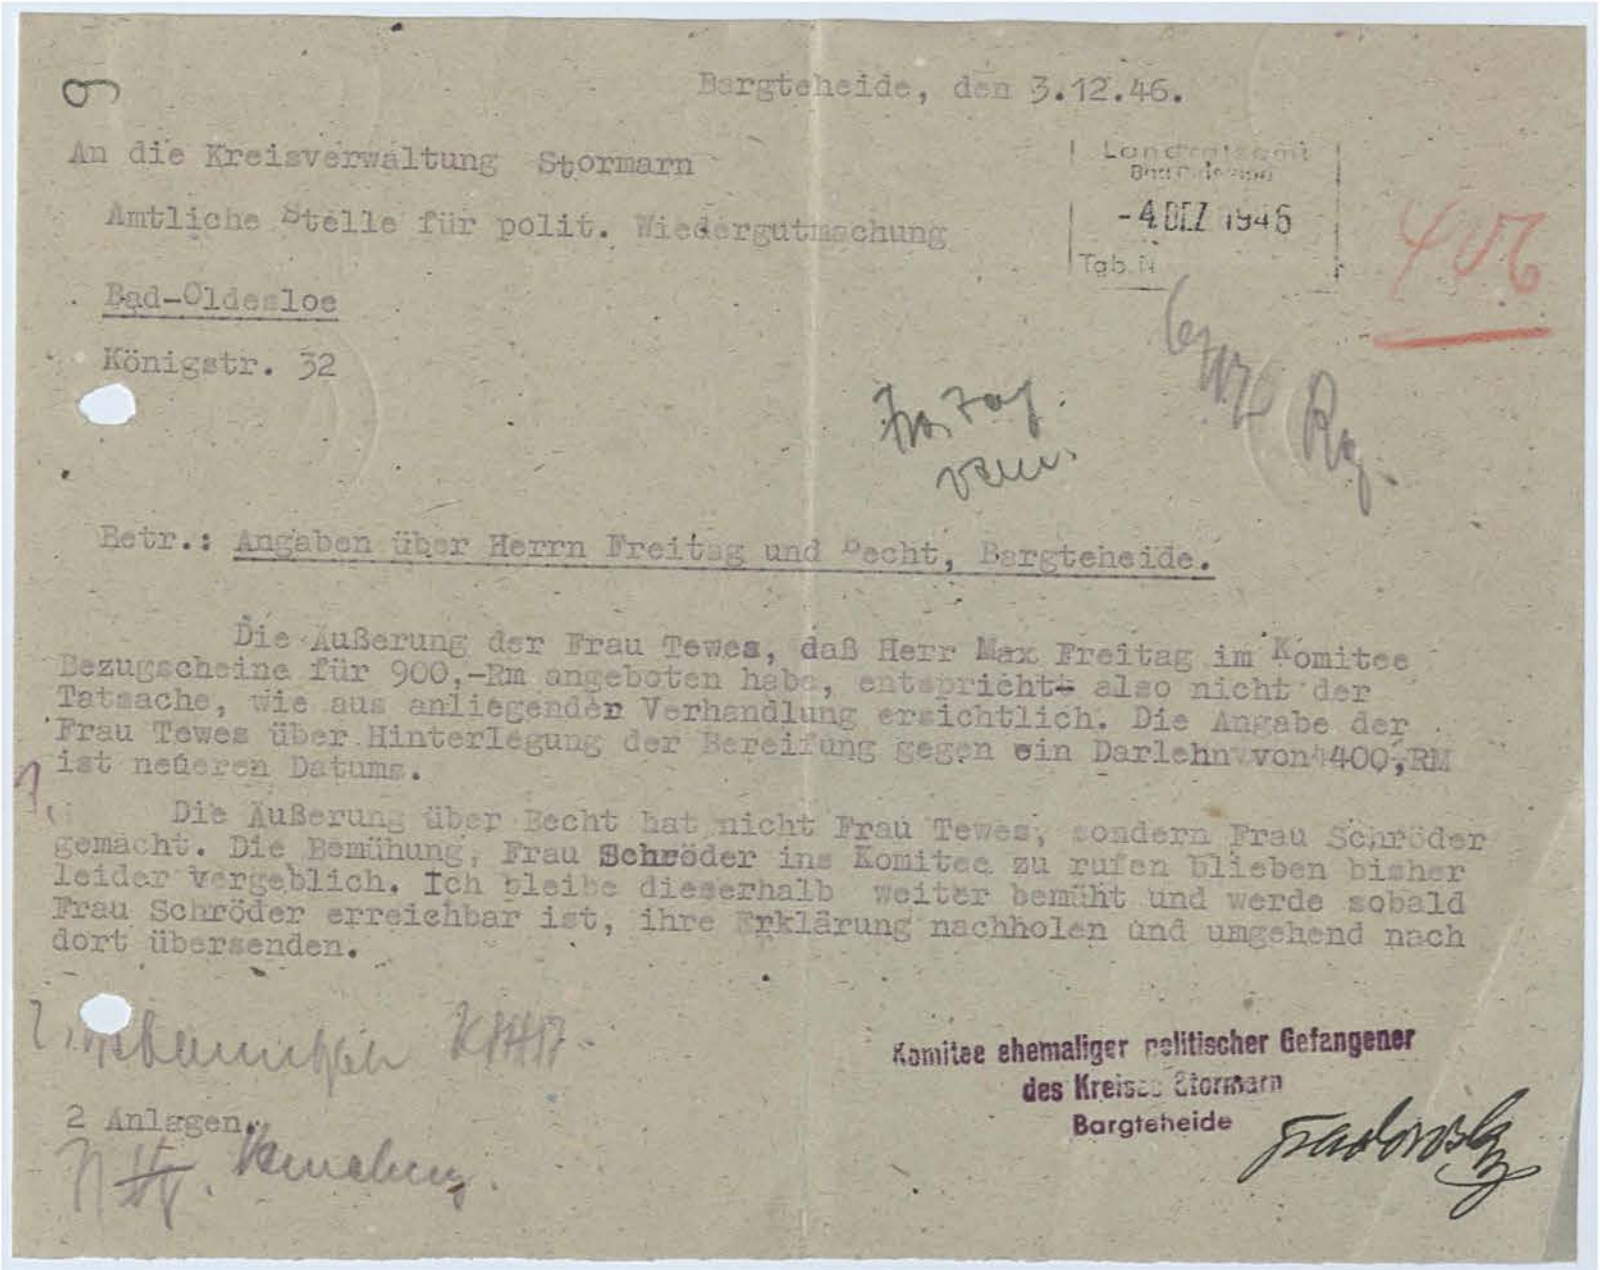 9
Bargteheide, den 3.12.46.
An die Kreisverwaltung Stormarn
Landratsamt
Bad Oldesloe
Amtliche Stelle für polit. Wiedergutmachung
-4 DEZ 1946
Tgb. N
Bad-Oldesloe
Königstr. 32
Betr.: Angaben über Herrn Freitag und Becht, Bargteheide.
Die Äußerung der Frau Tewes, daß Herr Max Freitag im Komitee
Bezugscheine für 900,-Rm angeboten habe, entspricht also nicht der
Tatsache, wie aus anliegender Verhandlung ersichtlich. Die Angabe der
Frau Tewes über Hinterlegung der Bereifung gegen ein Darlehn von 400,-RM
ist neueren Datums.
Die Äußerung über Becht hat nicht Frau Tewes, sondern Frau Schröder
gemacht. Die Bemühung, Frau Schröder ins Komitee zu rufen blieben bisher
leider vergeblich. Ich bleibe dieserhalb weiter bemüht und werde sobald
Frau Schröder erreichbar ist, ihre Erklärung nachholen und umgehend nach
dort übersenden.
Komitee ehemaliger politischer Gefangener
des Kreises Stormarn
Bargteheide
2 Anlagen.